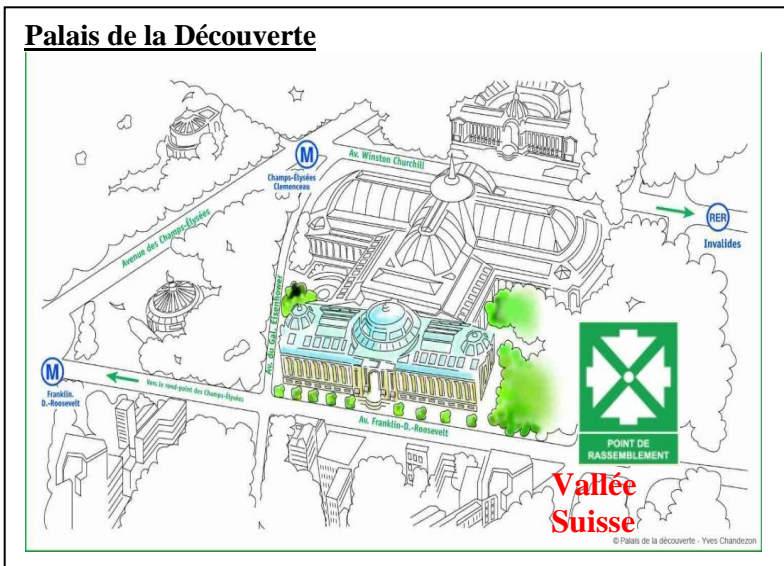 Palais de la Découverte
M
Champs-Élysées
Clemenceau
Av. Winston Churchill
RER
Invalides
Avenue des Champs-Élysées
Av. du Gal. Eisenhower
M
Franklin.
D.-Roosevelt
Vers le rond-point des Champs-Élysées
Av. Franklin-D.-Roosevelt
POINT DE
RASSEMBLEMENT
Vallée
Suisse
© Palais de la découverte - Yves Chandezon